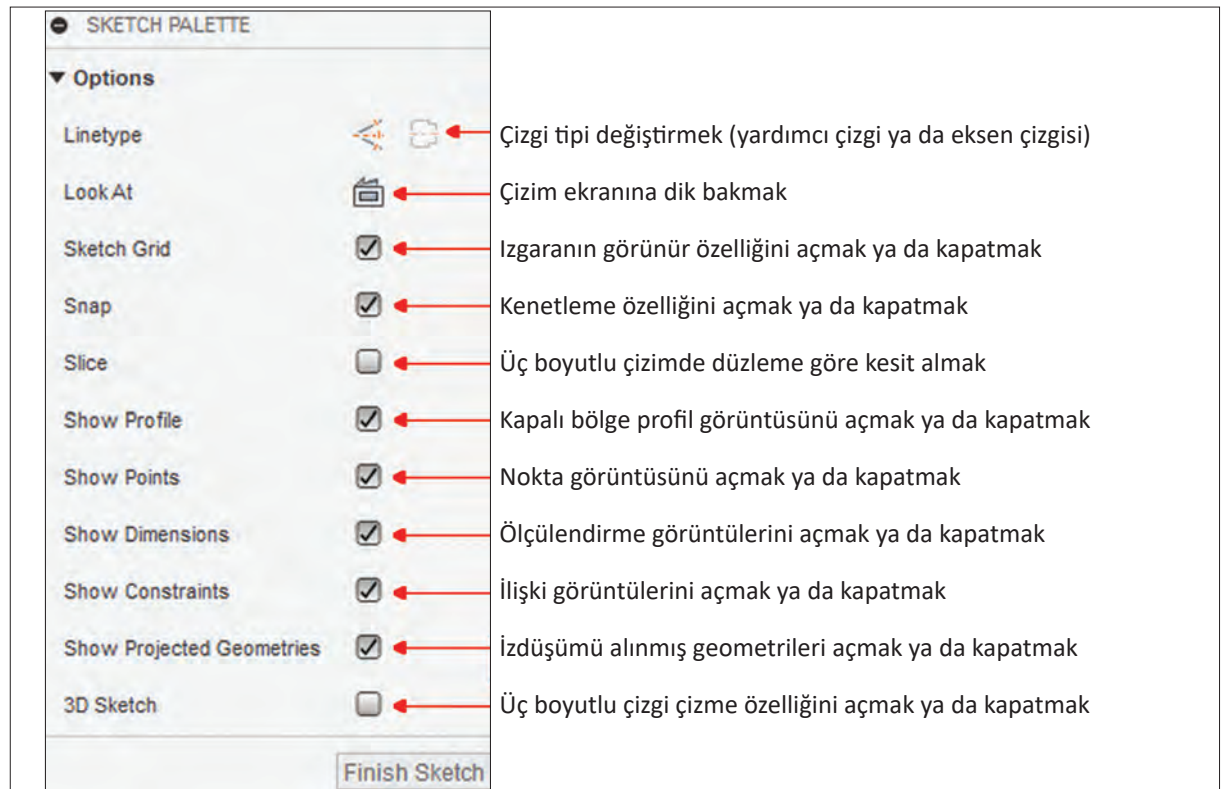 SKETCH PALETTE
Options
Linetype Çizgi tipi değiştirmek (yardımcı çizgi ya da eksen çizgisi)
Look At Çizim ekranına dik bakmak
Sketch Grid Izgaranın görünür özelliğini açmak ya da kapatmak
Snap Kenetleme özelliğini açmak ya da kapatmak
Slice Üç boyutlu çizimde düzleme göre kesit almak
Show Profile Kapalı bölge profil görüntüsünü açmak ya da kapatmak
Show Points Nokta görüntüsünü açmak ya da kapatmak
Show Dimensions Ölçülendirme görüntülerini açmak ya da kapatmak
Show Constraints İlişki görüntülerini açmak ya da kapatmak
Show Projected Geometries İzdüşümü alınmış geometrileri açmak ya da kapatmak
3D Sketch Üç boyutlu çizgi çizme özelliğini açmak ya da kapatmak
Finish Sketch